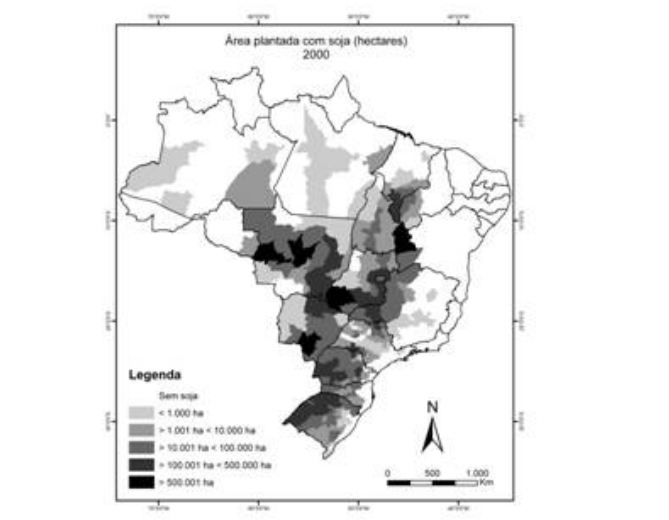 Área plantada com soja (hectares)
2000
Legenda
Sem soja
< 1.000 ha
> 1.001 ha < 10.000 ha
> 10.001 ha < 100.000 ha
> 100.001 ha < 500.000 ha
> 500.001 ha
N
0 500 1.000
Km